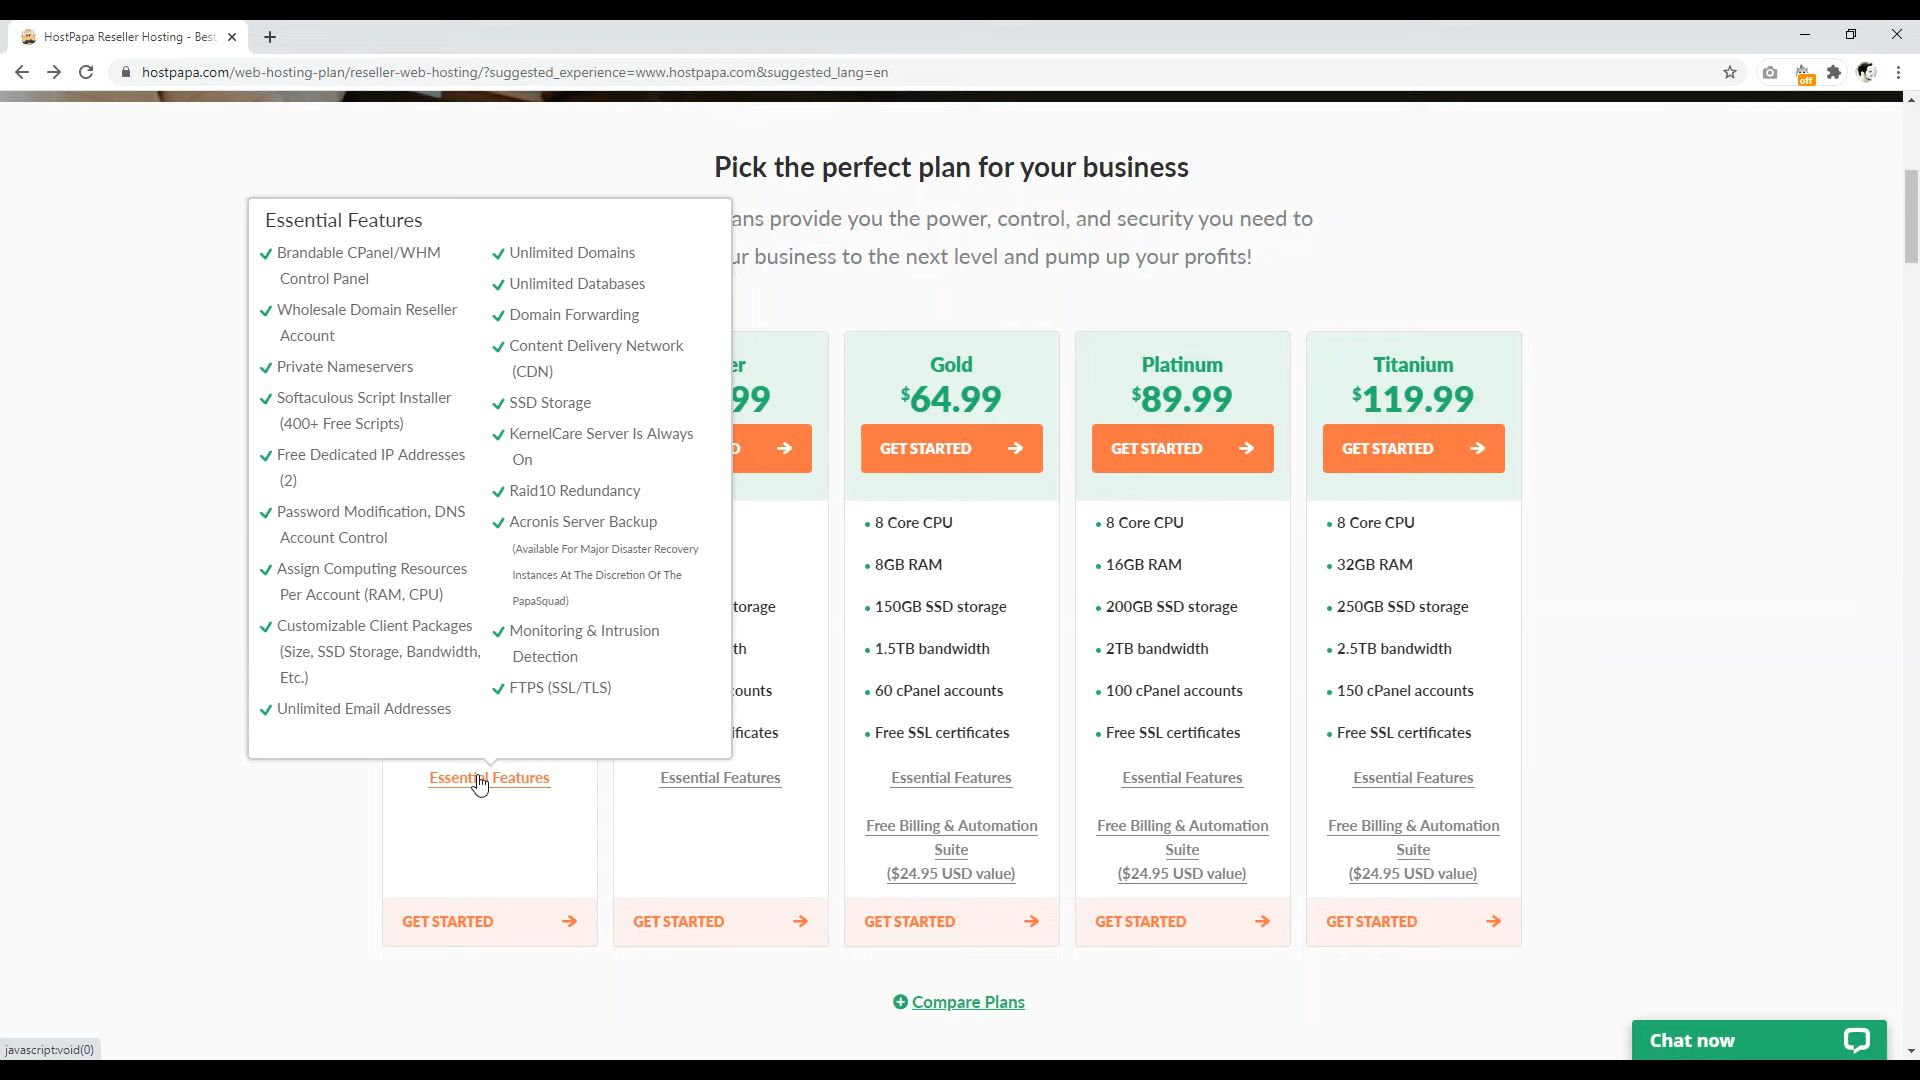 HostPapa Reseller Hosting - Best
hostpapa.com/web-hosting-plan/reseller-web-hosting/?suggested_experience=www.hostpapa.com&suggested_lang=en
off
Pick the perfect plan for your business
ans provide you the power, control, and security you need to
ur business to the next level and pump up your profits!
Essential Features
Brandable CPanel/WHM
Control Panel
Wholesale Domain Reseller
Account
Private Nameservers
Softaculous Script Installer
(400+ Free Scripts)
Free Dedicated IP Addresses
(2)
Password Modification, DNS
Account Control
Assign Computing Resources
Per Account (RAM, CPU)
Customizable Client Packages
(Size, SSD Storage, Bandwidth,
Etc.)
Unlimited Email Addresses
Unlimited Domains
Unlimited Databases
Domain Forwarding
Content Delivery Network
(CDN)
SSD Storage
KernelCare Server Is Always
On
Raid10 Redundancy
Acronis Server Backup
(Available For Major Disaster Recovery
Instances At The Discretion Of The
PapaSquad)
Monitoring & Intrusion
Detection
FTPS (SSL/TLS)
Essential Features
GET STARTED
er
99
D
torage
th
ounts
ificates
Essential Features
GET STARTED
Gold
$64.99
GET STARTED
8 Core CPU
8GB RAM
150GB SSD storage
1.5TB bandwidth
60 cPanel accounts
Free SSL certificates
Essential Features
Free Billing & Automation
Suite
($24.95 USD value)
GET STARTED
Platinum
$89.99
GET STARTED
8 Core CPU
16GB RAM
200GB SSD storage
2TB bandwidth
100 cPanel accounts
Free SSL certificates
Essential Features
Free Billing & Automation
Suite
($24.95 USD value)
GET STARTED
Titanium
$119.99
GET STARTED
8 Core CPU
32GB RAM
250GB SSD storage
2.5TB bandwidth
150 cPanel accounts
Free SSL certificates
Essential Features
Free Billing & Automation
Suite
($24.95 USD value)
GET STARTED
Compare Plans
Chat now
javascript:void(0)